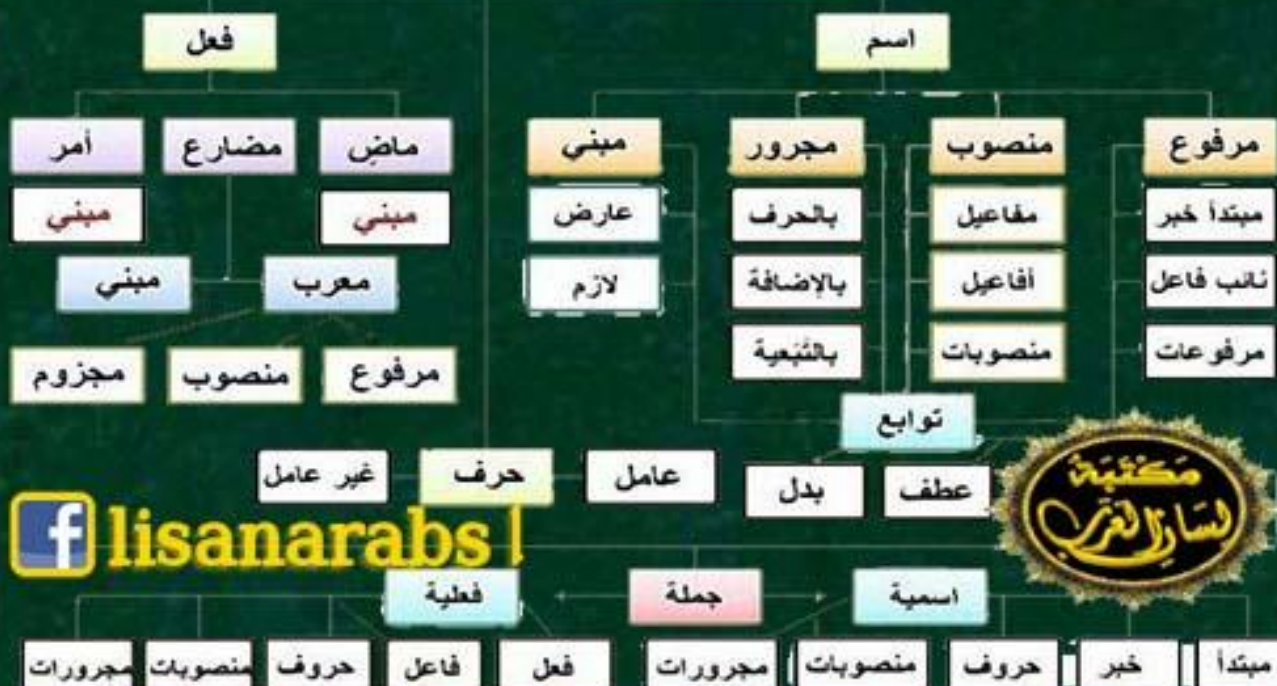 اسم
فعل
مرفوع منصوب مجرور مبني
ماضٍ مضارع أمر
مبتدأ خبر مفاعيل بالحرف عارض
مبني مبني
نائب فاعل أفاعيل بالإضافة لازم
معرب مبني
مرفوعات منصوبات بالتبعية
مرفوع منصوب مجزوم
توابع
عطف بدل
عامل حرف غير عامل
مكتبة
لسان العرب
lisanarabs
اسمية جملة فعلية
مبتدأ خبر حروف منصوبات مجرورات فعل فاعل حروف منصوبات مجرورات